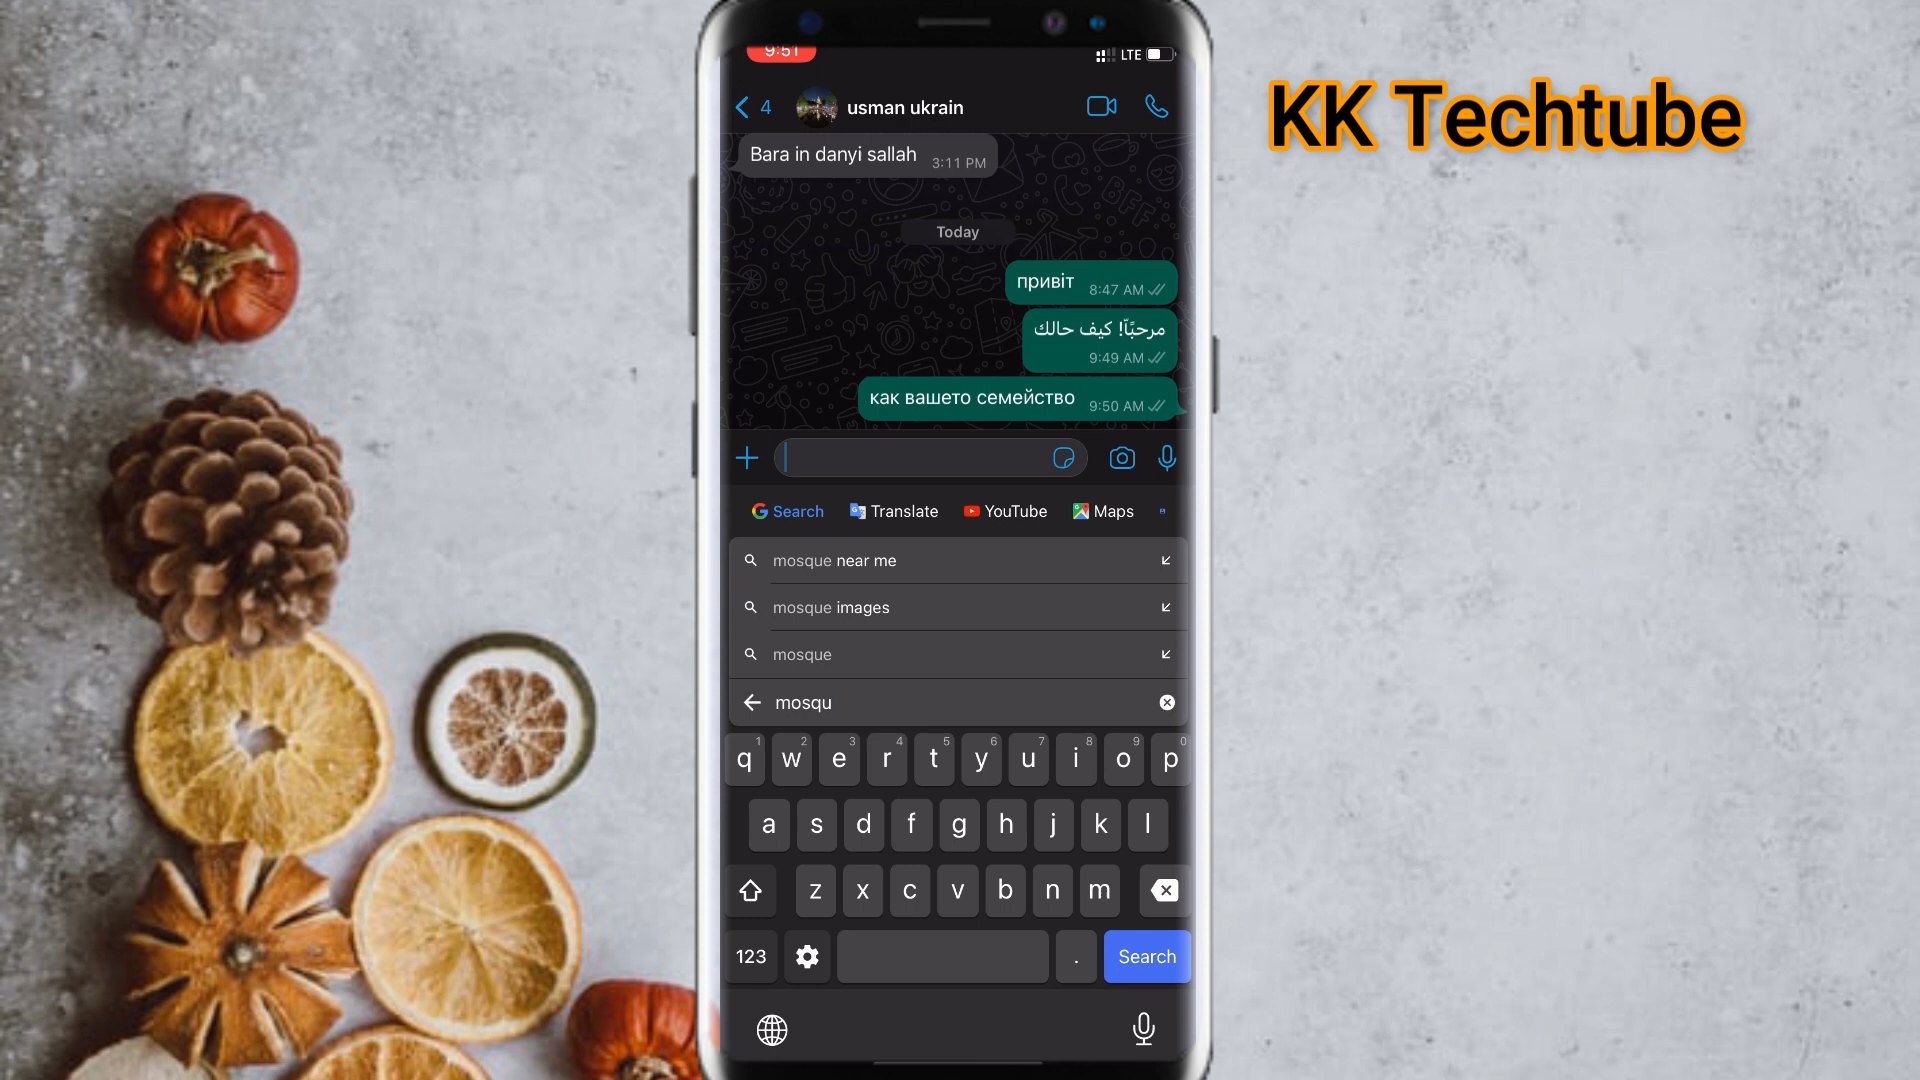 KK Techtube
9:51
LTE
4
usman ukrain
Bara in danyi sallah 3:11 PM
Today
привіт 8:47 AM
مرحبًا! كيف حالك
9:49 AM
как вашето семейство 9:50 AM
Search Translate YouTube Maps
mosque near me
mosque images
mosque
mosqu
q 1 w 2 e 3 r 4 t 5 y 6 u 7 i 8 o 9 p 0
a s d f g h j k l
z x c v b n m
123 . Search